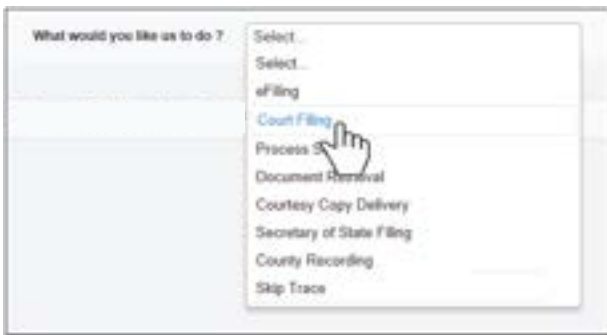 What would you like us to do ?
Select...
Select...
eFiling
Court Filing
Process S
Document Retrieval
Courtesy Copy Delivery
Secretary of State Filing
County Recording
Skip Trace